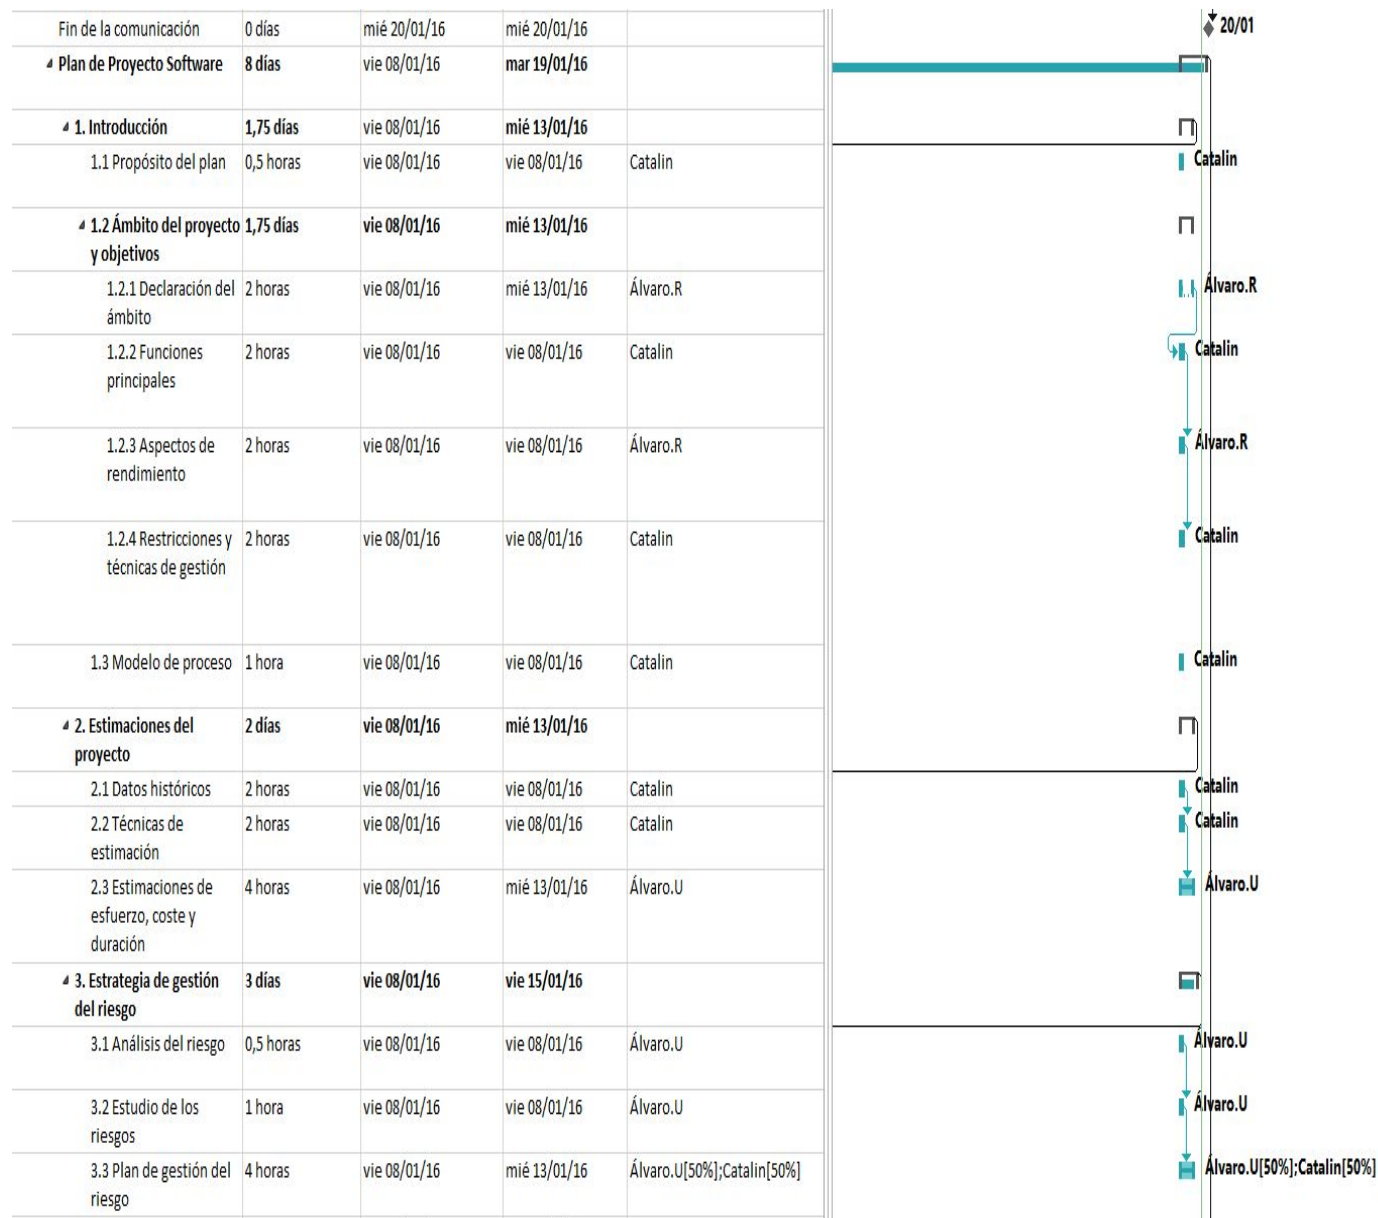 Fin de la comunicación 0 días mié 20/01/16 mié 20/01/16 20/01
Plan de Proyecto Software 8 días vie 08/01/16 mar 19/01/16
1. Introducción 1,75 días vie 08/01/16 mié 13/01/16
1.1 Propósito del plan 0,5 horas vie 08/01/16 vie 08/01/16 Catalin Catalin
1.2 Ámbito del proyecto 1,75 días vie 08/01/16 mié 13/01/16
y objetivos
1.2.1 Declaración del 2 horas vie 08/01/16 mié 13/01/16 Álvaro.R Álvaro.R
ámbito
1.2.2 Funciones 2 horas vie 08/01/16 vie 08/01/16 Catalin Catalin
principales
1.2.3 Aspectos de 2 horas vie 08/01/16 vie 08/01/16 Álvaro.R Álvaro.R
rendimiento
1.2.4 Restricciones y 2 horas vie 08/01/16 vie 08/01/16 Catalin Catalin
técnicas de gestión
1.3 Modelo de proceso 1 hora vie 08/01/16 vie 08/01/16 Catalin Catalin
2. Estimaciones del 2 días vie 08/01/16 mié 13/01/16
proyecto
2.1 Datos históricos 2 horas vie 08/01/16 vie 08/01/16 Catalin Catalin
2.2 Técnicas de 2 horas vie 08/01/16 vie 08/01/16 Catalin Catalin
estimación
2.3 Estimaciones de 4 horas vie 08/01/16 mié 13/01/16 Álvaro.U Álvaro.U
esfuerzo, coste y
duración
3. Estrategia de gestión 3 días vie 08/01/16 vie 15/01/16
del riesgo
3.1 Análisis del riesgo 0,5 horas vie 08/01/16 vie 08/01/16 Álvaro.U Álvaro.U
3.2 Estudio de los 1 hora vie 08/01/16 vie 08/01/16 Álvaro.U Álvaro.U
riesgos
3.3 Plan de gestión del 4 horas vie 08/01/16 mié 13/01/16 Álvaro.U[50%];Catalin[50%] Álvaro.U[50%];Catalin[50%]
riesgo